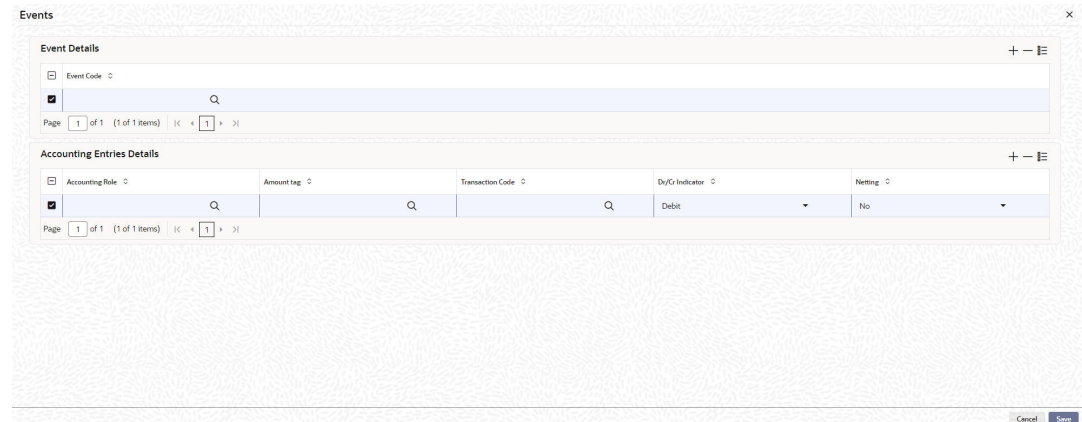 Events
Event Details
Event Code
Page 1 of 1 (1 of 1 items) 1
Accounting Entries Details
Accounting Role Amount tag Transaction Code Dr/Cr Indicator Netting
Debit No
Page 1 of 1 (1 of 1 items) 1
Cancel Save